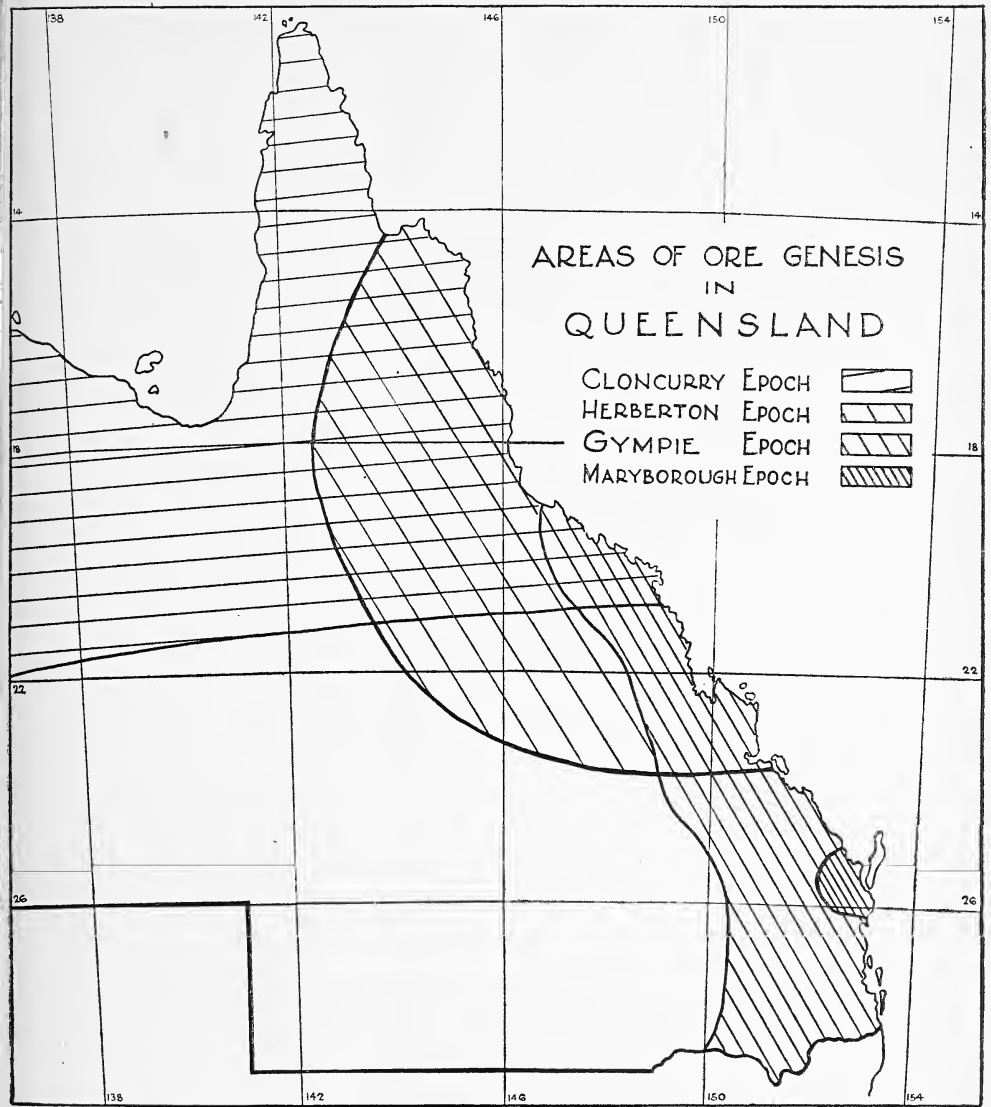 138 142 146 150 154
14 14
AREAS OF ORE GENESIS
IN
QUEENSLAND
CLONCURRY EPOCH
HERBERTON EPOCH
GYMPIE EPOCH
MARYBOROUGH EPOCH
18 18
22 22
26 26
138 142 146 150 154